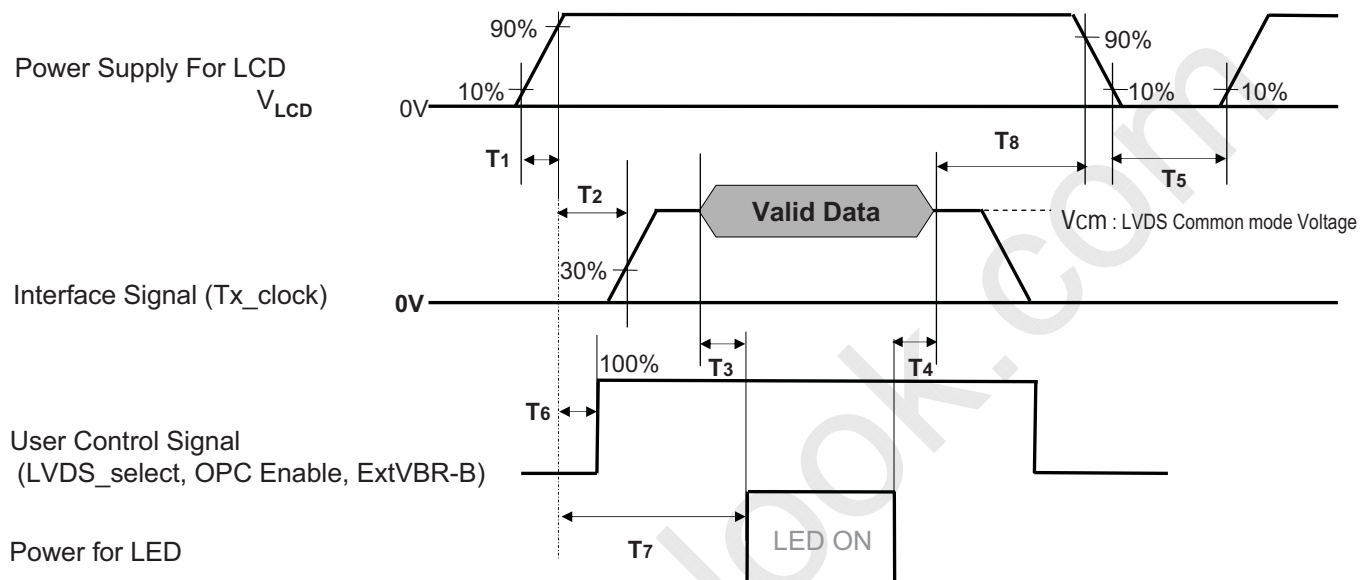 90%
90%
Power Supply For LCD
VLCD
10%
10%
10%
0V
T1
T8
T2
T5
Valid Data
VCM : LVDS Common mode Voltage
30%
Interface Signal (Tx_clock)
0V
T3
T4
100%
T6
User Control Signal
(LVDS_select, OPC Enable, ExtVBR-B)
T7
LED ON
Power for LED
look.com